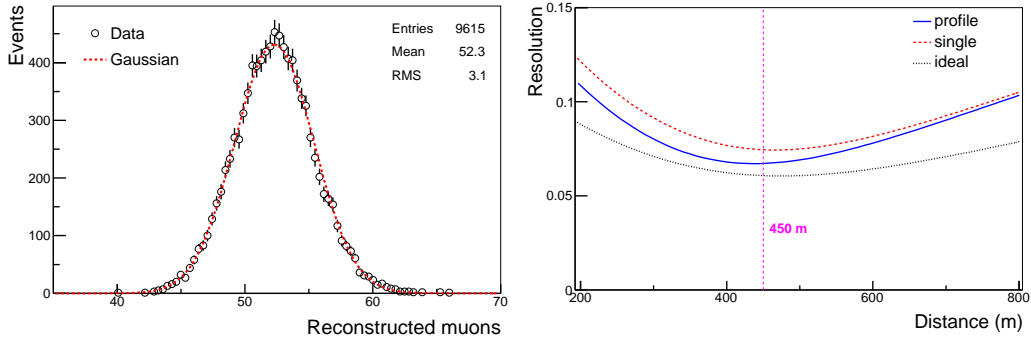 Events
400
300
200
100
0
Data
Gaussian
Entries 9615
Mean 52.3
RMS 3.1
40 50 60 70
Reconstructed muons
Resolution
0.15
0.1
0.05
0
profile
single
ideal
450 m
200 400 600 800
Distance (m)